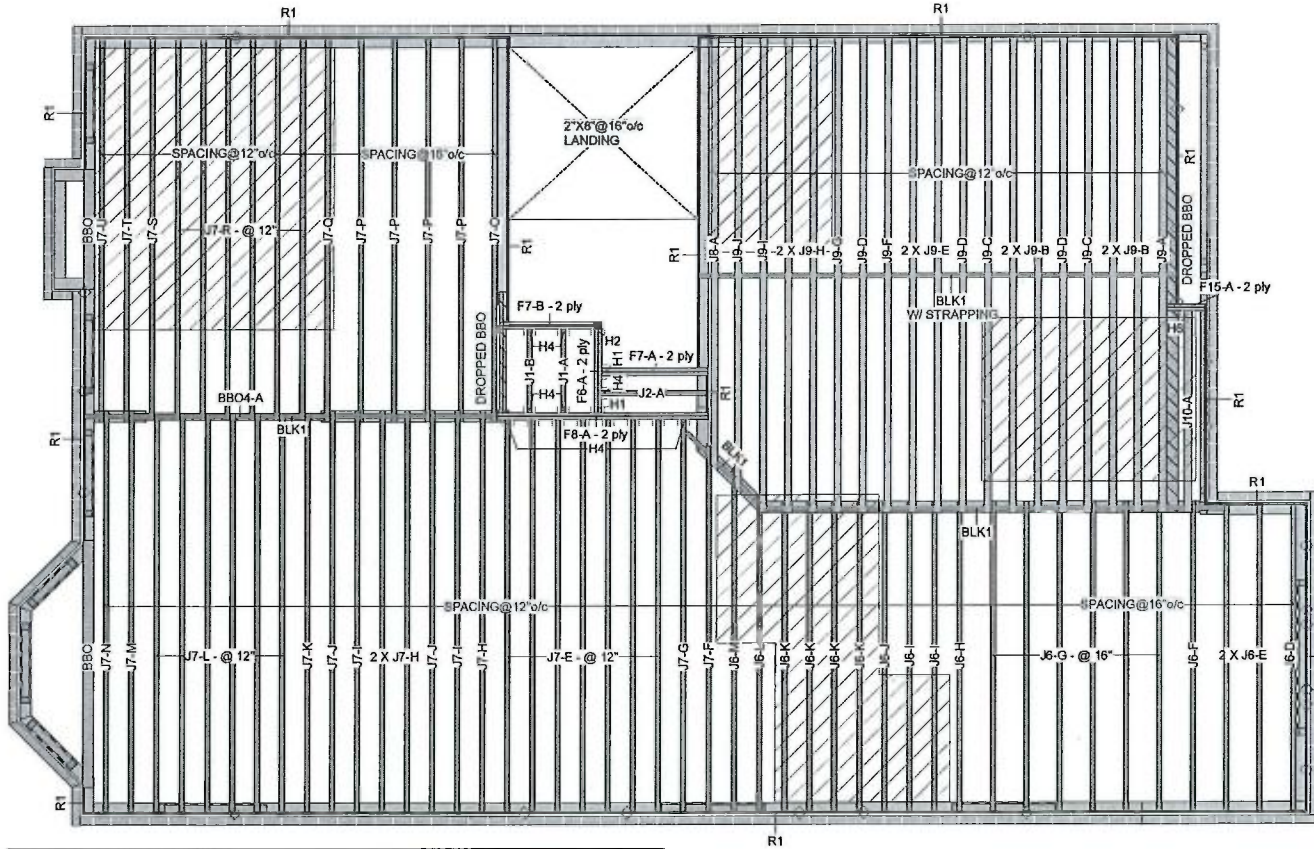 R1
R1
R1
2"X8"@16"o/c
LANDING
R1
SPACING@12"o/c
SPACING@16"o/c
SPACING@12"o/c
BBO
J7-U
J7-T
J7-S
J7-R - @ 12"
J7-Q
J7-P
J7-P
J7-P
J7-P
J7-O
R1
R1
J8-A
J9-J
J9-I
2 X J9-H
J9-G
J9-D
J9-F
2 X J9-E
J9-D
J9-C
2 X J9-B
J9-D
J9-C
2 X J9-B
J9-A
DROPPED BBO
F15-A - 2 ply
BLK1
W/ STRAPPING
F7-B - 2 ply
H4
J1-B
J1-A
H4
F6-A - 2 ply
H2
H1
F7-A - 2 ply
H4
J2-A
H1
DROPPED BBO
R1
H5
J10-A
R1
BBO4-A
BLK1
R1
F8-A - 2 ply
H4
BLK1
R1
BLK1
SPACING@12"o/c
SPACING@16"o/c
BBO
J7-N
J7-M
J7-L - @ 12"
J7-K
J7-J
J7-I
2 X J7-H
J7-J
J7-I
J7-H
J7-E - @ 12"
J7-G
J7-F
J6-M
J6-L
J6-K
J6-K
J6-K
J6-K
J6-J
J6-I
J6-I
J6-H
J6-G - @ 16"
J6-F
2 X J6-E
J6-D
R1
R1